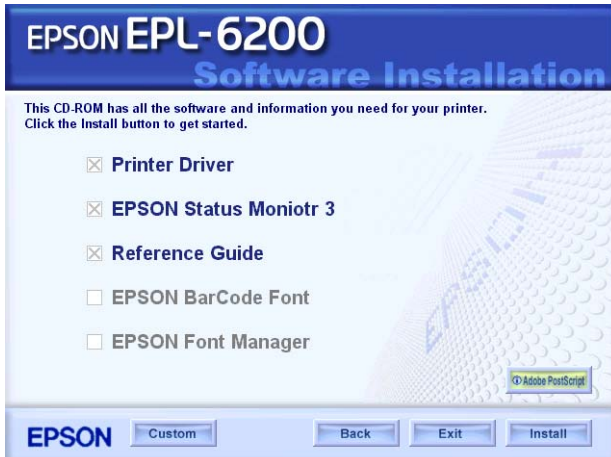 EPSON EPL-6200
Software Installation
This CD-ROM has all the software and information you need for your printer.
Click the Install button to get started.
Printer Driver
EPSON Status Moniotr 3
Reference Guide
EPSON BarCode Font
EPSON Font Manager
EPSON
Adobe PostScript
EPSON
Custom
Back
Exit
Install